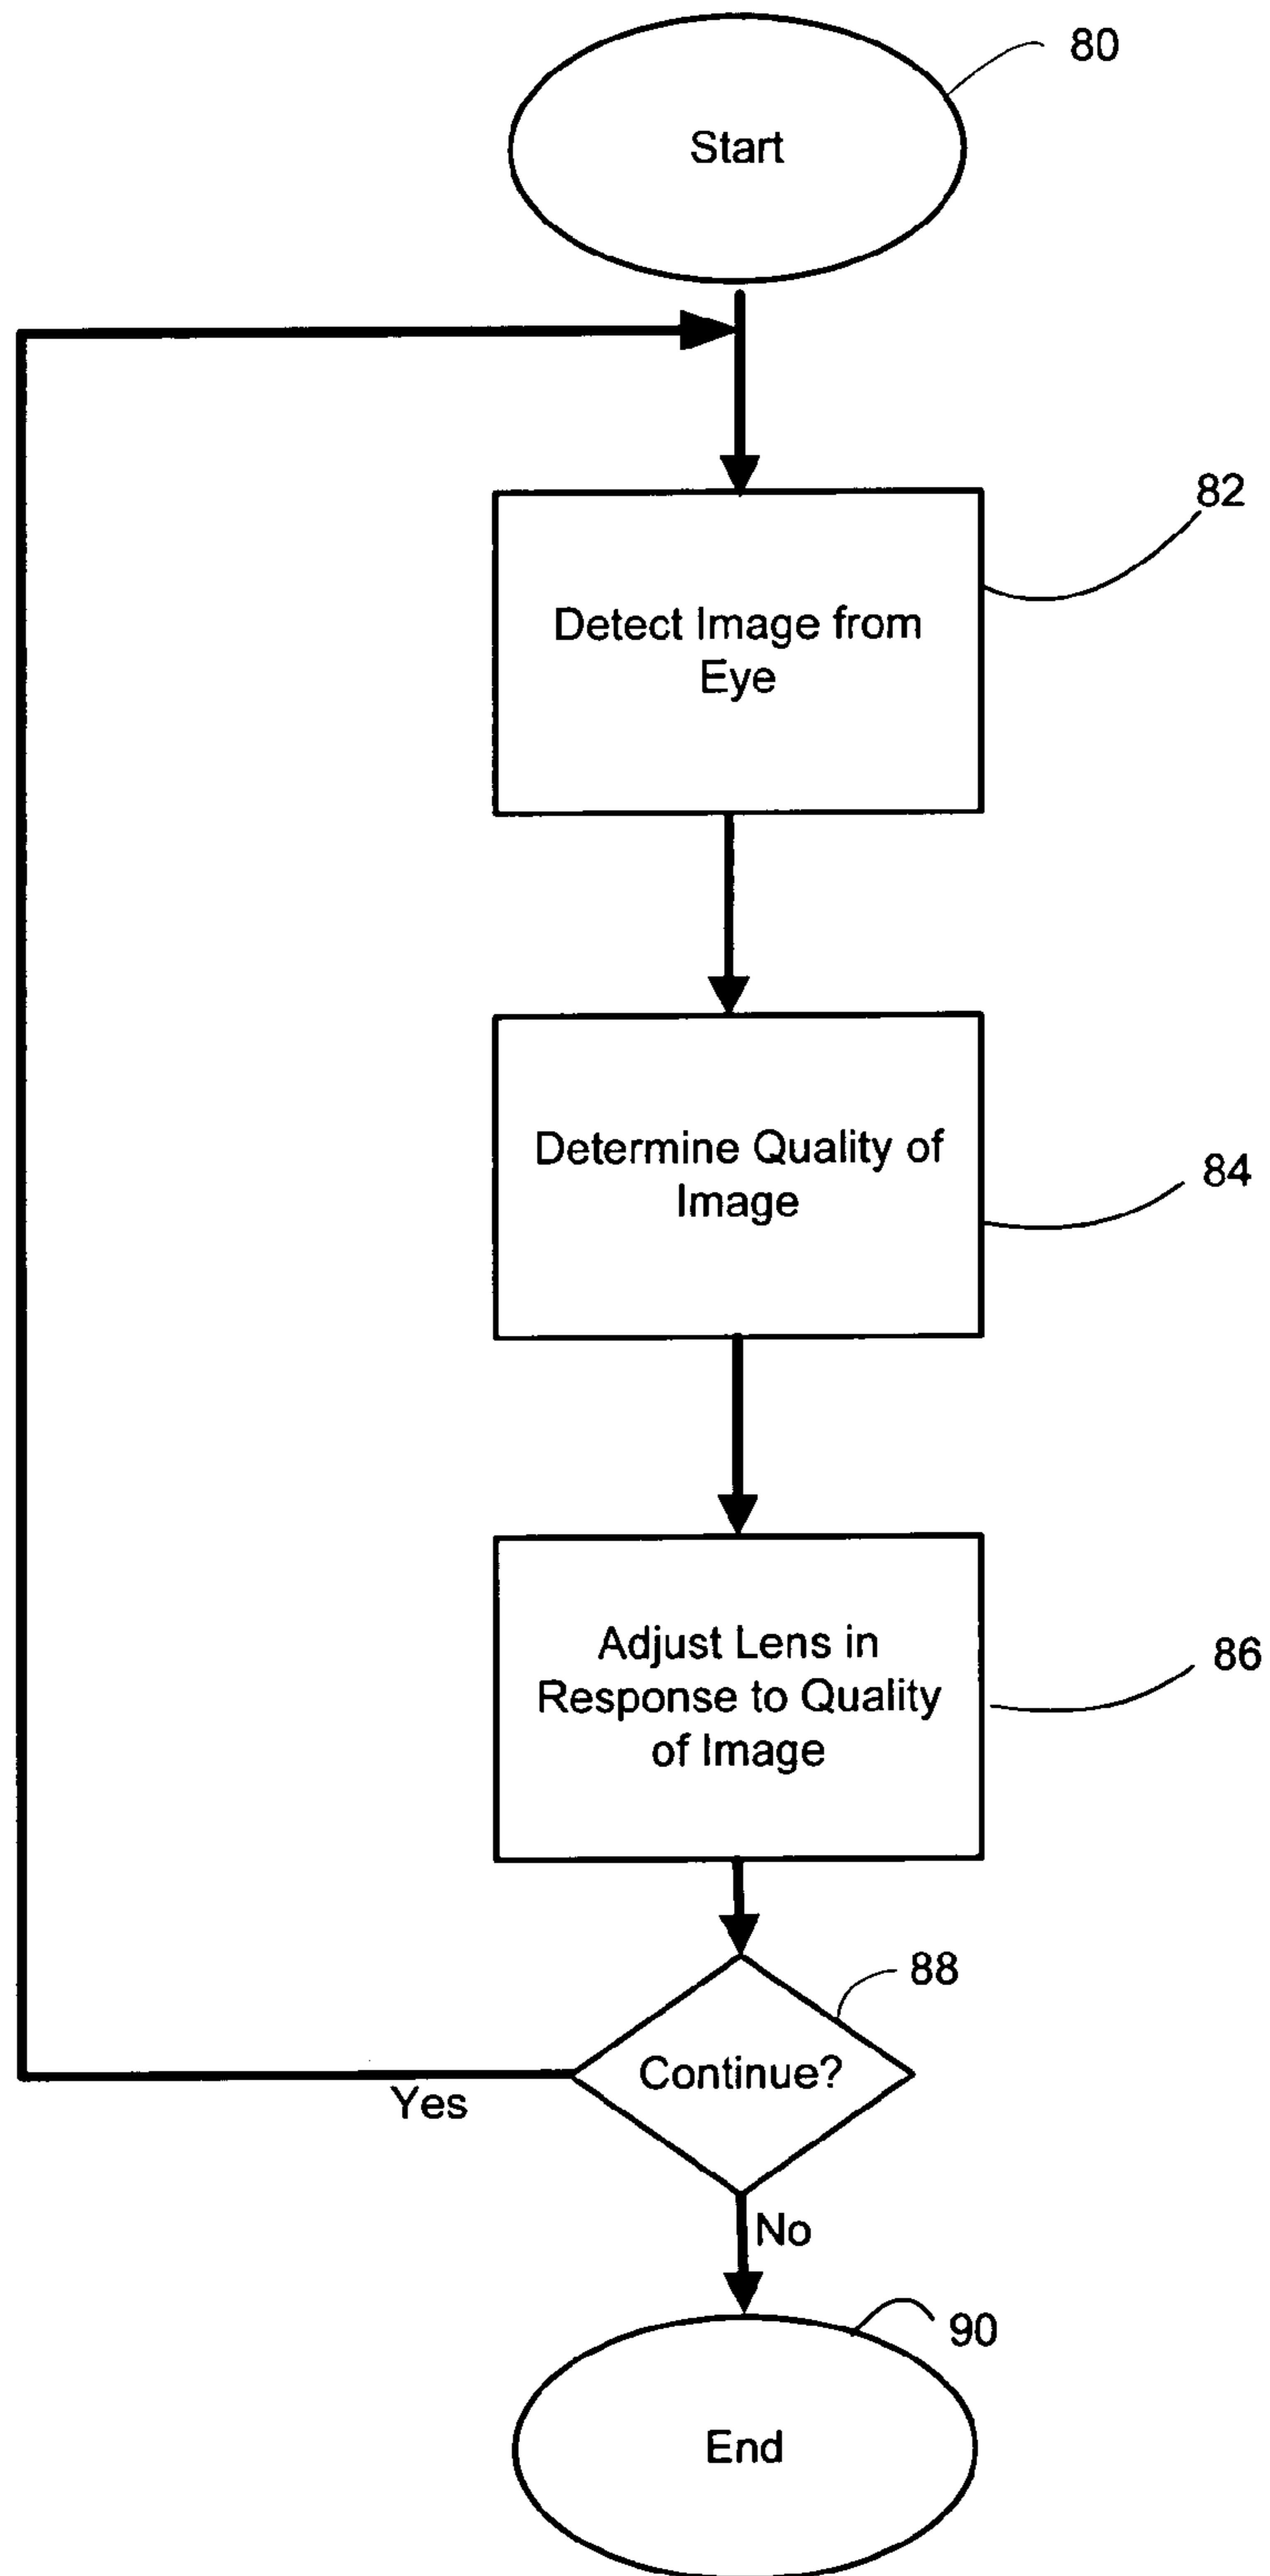 80
Start
82
Detect Image from
Eye
Determine Quality of
Image
84
Adjust Lens in
Response to Quality
of Image
86
88
Continue?
Yes
No
90
End